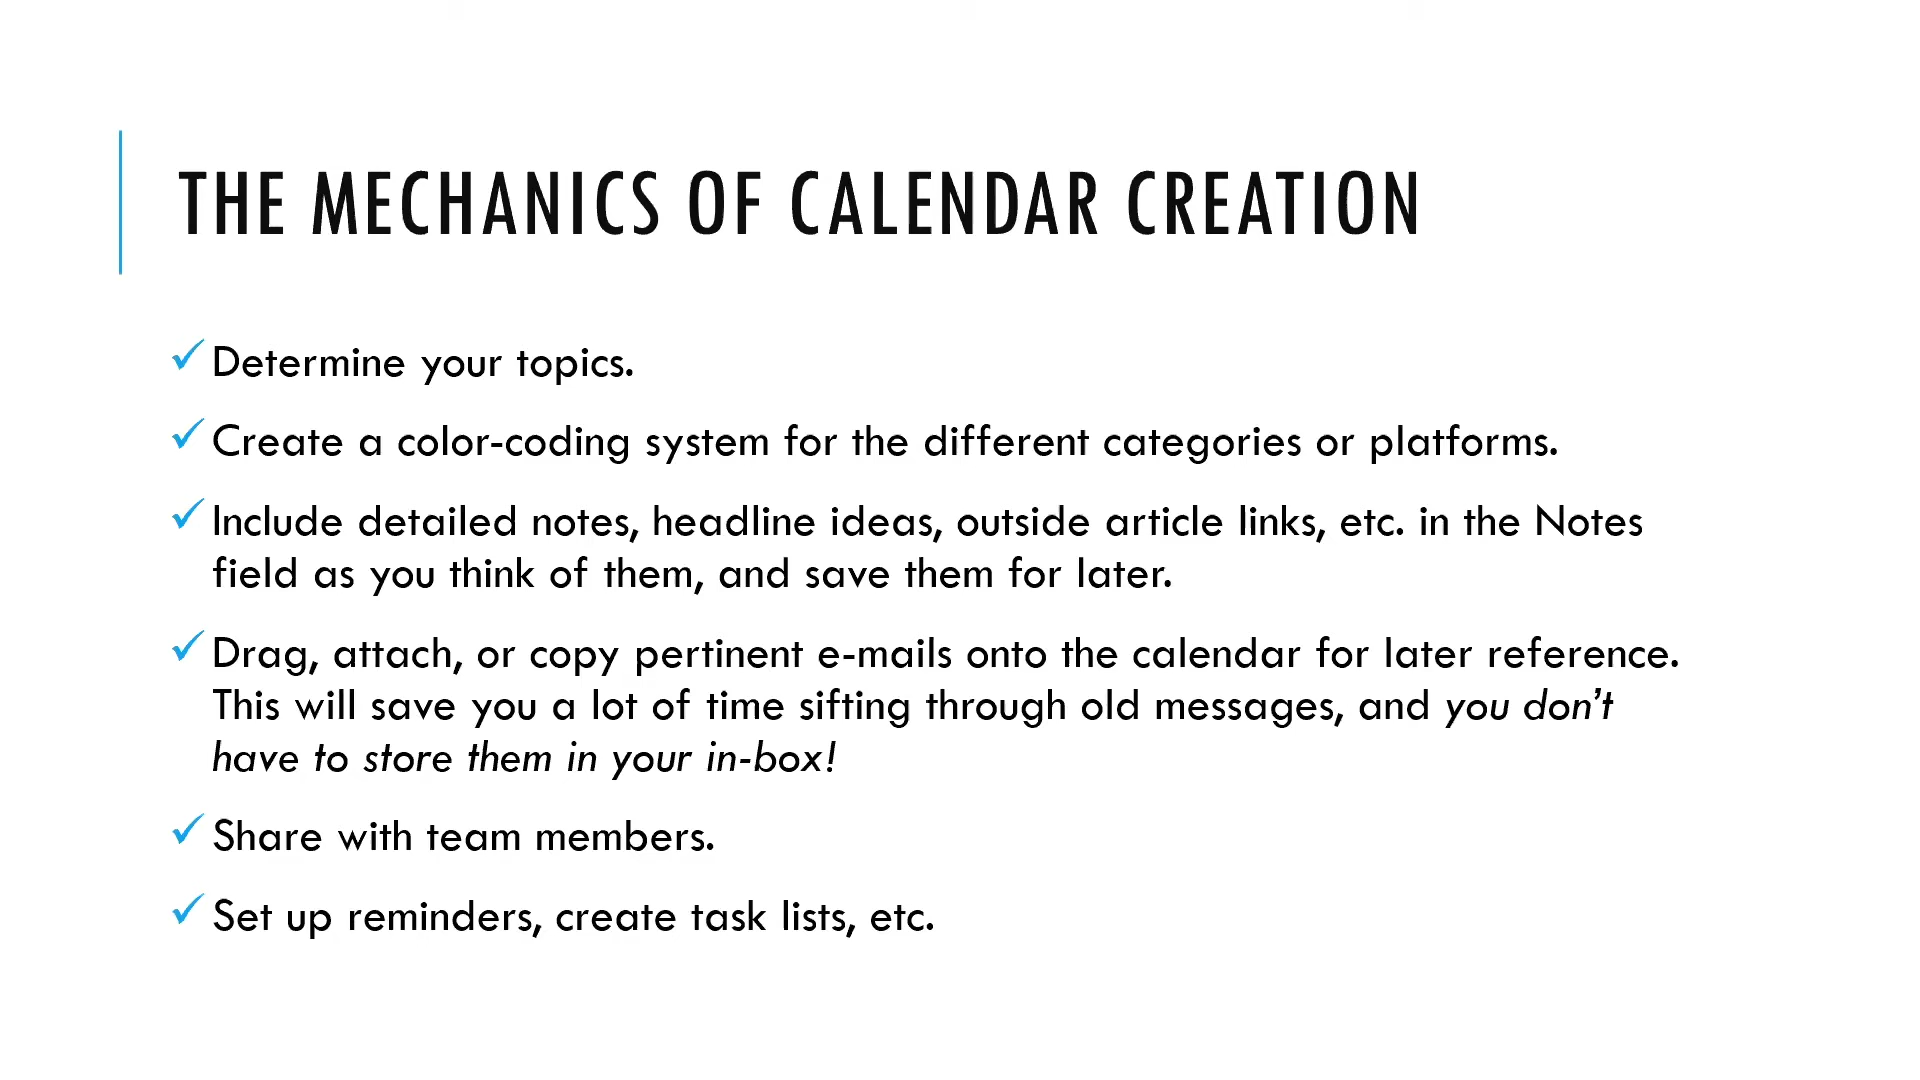 THE MECHANICS OF CALENDAR CREATION
✓Determine your topics.
✓Create a color-coding system for the different categories or platforms.
✓Include detailed notes, headline ideas, outside article links, etc. in the Notes
field as you think of them, and save them for later.
✓Drag, attach, or copy pertinent e-mails onto the calendar for later reference.
This will save you a lot of time sifting through old messages, and you don’t
have to store them in your in-box!
✓Share with team members.
✓Set up reminders, create task lists, etc.